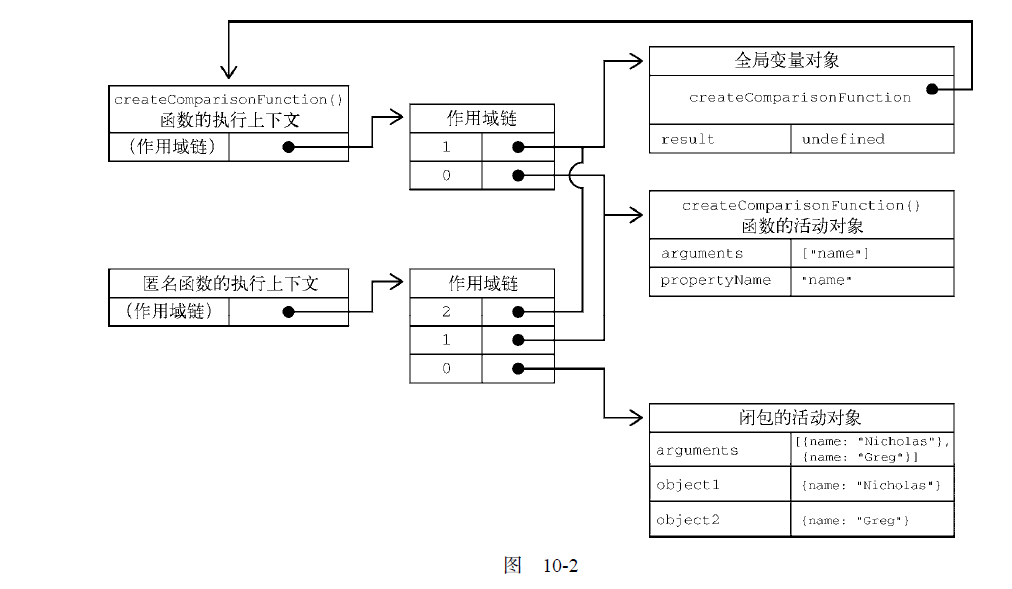 全局变量对象
createComparisonFunction
result undefined
createComparisonFunction()
函数的执行上下文
(作用域链)
作用域链
1
0
createComparisonFunction()
函数的活动对象
arguments ["name"]
propertyName "name"
匿名函数的执行上下文
(作用域链)
作用域链
2
1
0
闭包的活动对象
arguments [{name: "Nicholas"},
{name: "Greg"}]
object1 {name: "Nicholas"}
object2 {name: "Greg"}
图 10-2